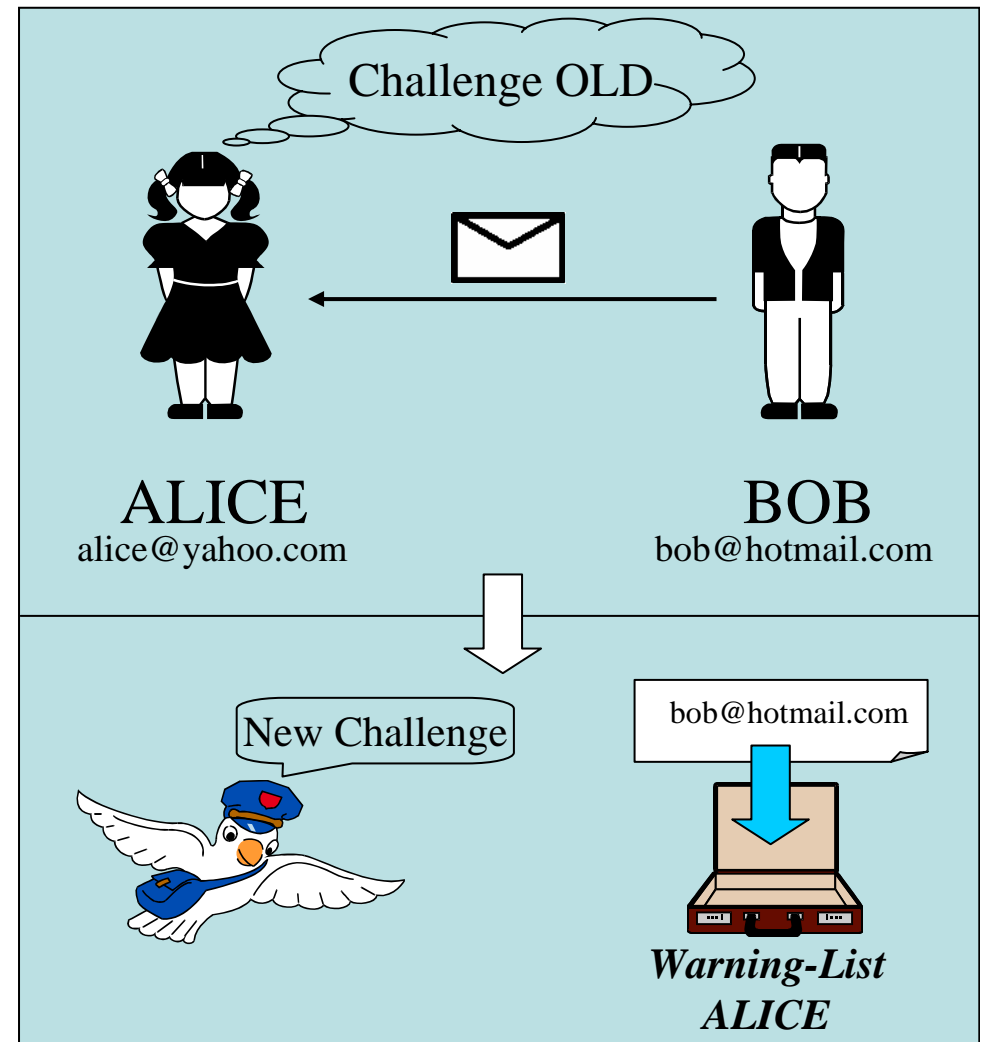 Challenge OLD
ALICE
alice@yahoo.com
BOB
bob@hotmail.com
New Challenge
bob@hotmail.com
Warning-List
ALICE